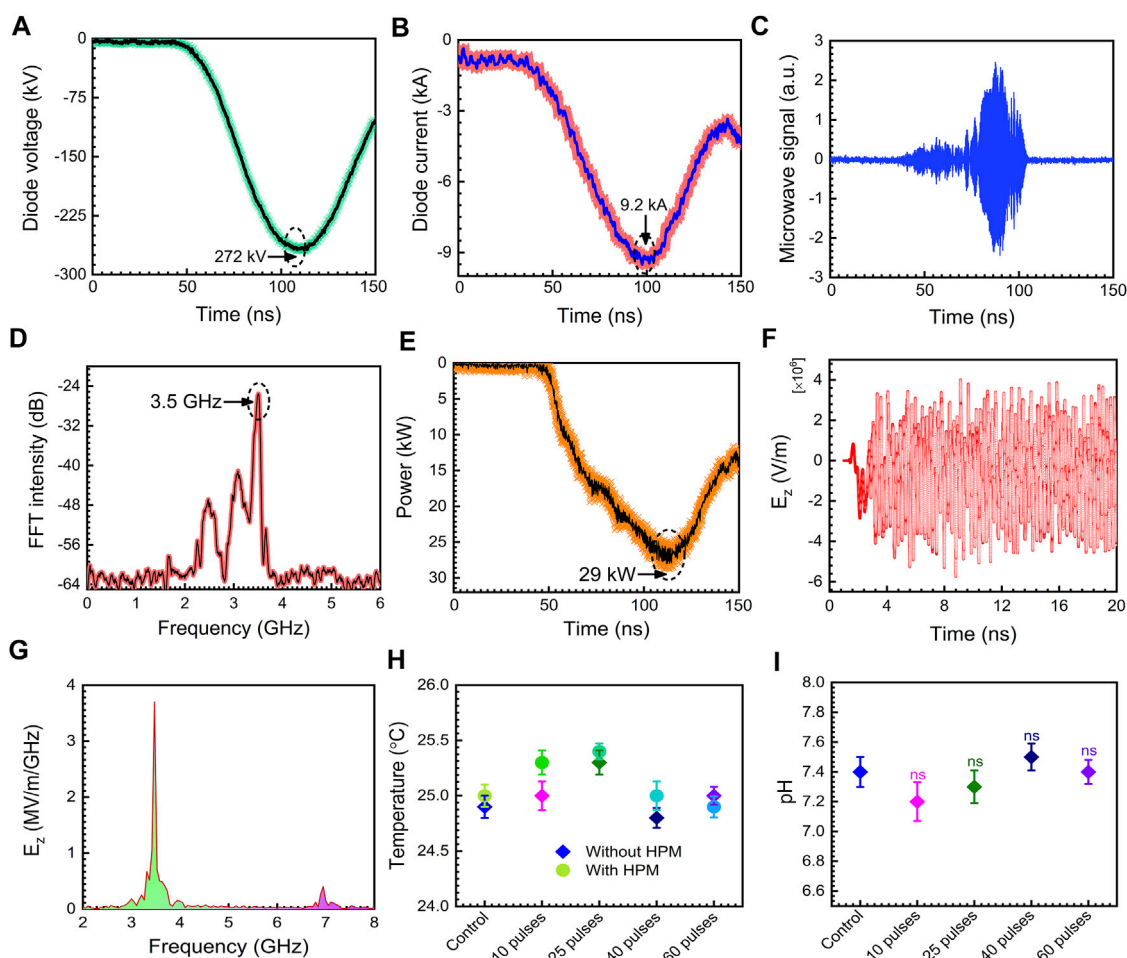 A
0
-75
-150
-225
-300
Diode voltage (kV)
272 kV
0 50 100 150
Time (ns)
B
0
-3
-6
-9
Diode current (kA)
9.2 kA
0 50 100 150
Time (ns)
C
3
2
1
0
-1
-2
-3
Microwave signal (a.u.)
0 50 100 150
Time (ns)
D
-24
-32
-40
-48
-56
-64
FFT intensity (dB)
3.5 GHz
0 1 2 3 4 5 6
Frequency (GHz)
E
0
5
10
15
20
25
30
Power (kW)
29 kW
0 50 100 150
Time (ns)
F
[×10⁶]
4
2
0
-2
-4
-6
E_z (V/m)
0 4 8 12 16 20
Time (ns)
G
4
3
2
1
0
E_z (MV/m/GHz)
2 3 4 5 6 7 8
Frequency (GHz)
H
26.0
25.5
25.0
24.5
24.0
Temperature (°C)
Without HPM
With HPM
Control
10 pulses
25 pulses
40 pulses
60 pulses
I
8.0
7.8
7.6
7.4
7.2
7.0
6.8
6.6
pH
ns
ns
ns
ns
Control
10 pulses
25 pulses
40 pulses
60 pulses